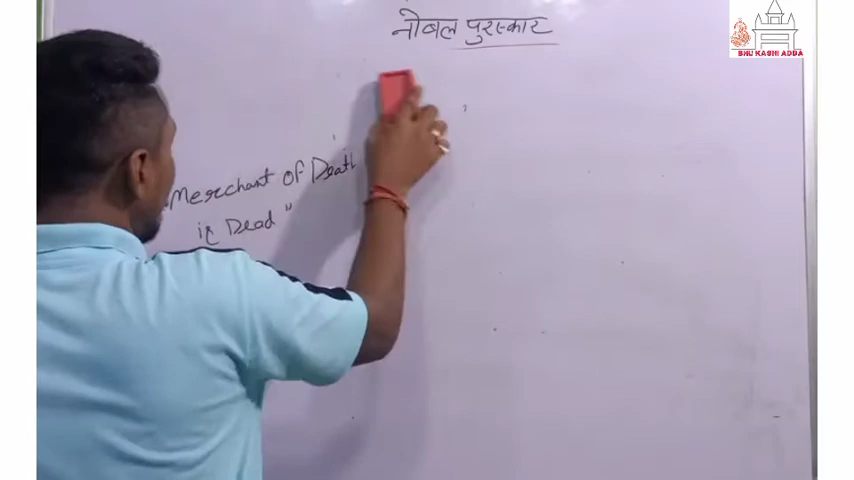 नोबल पुरस्कार
BHU KASHI ADDA
Merchant of Death
is Dead"